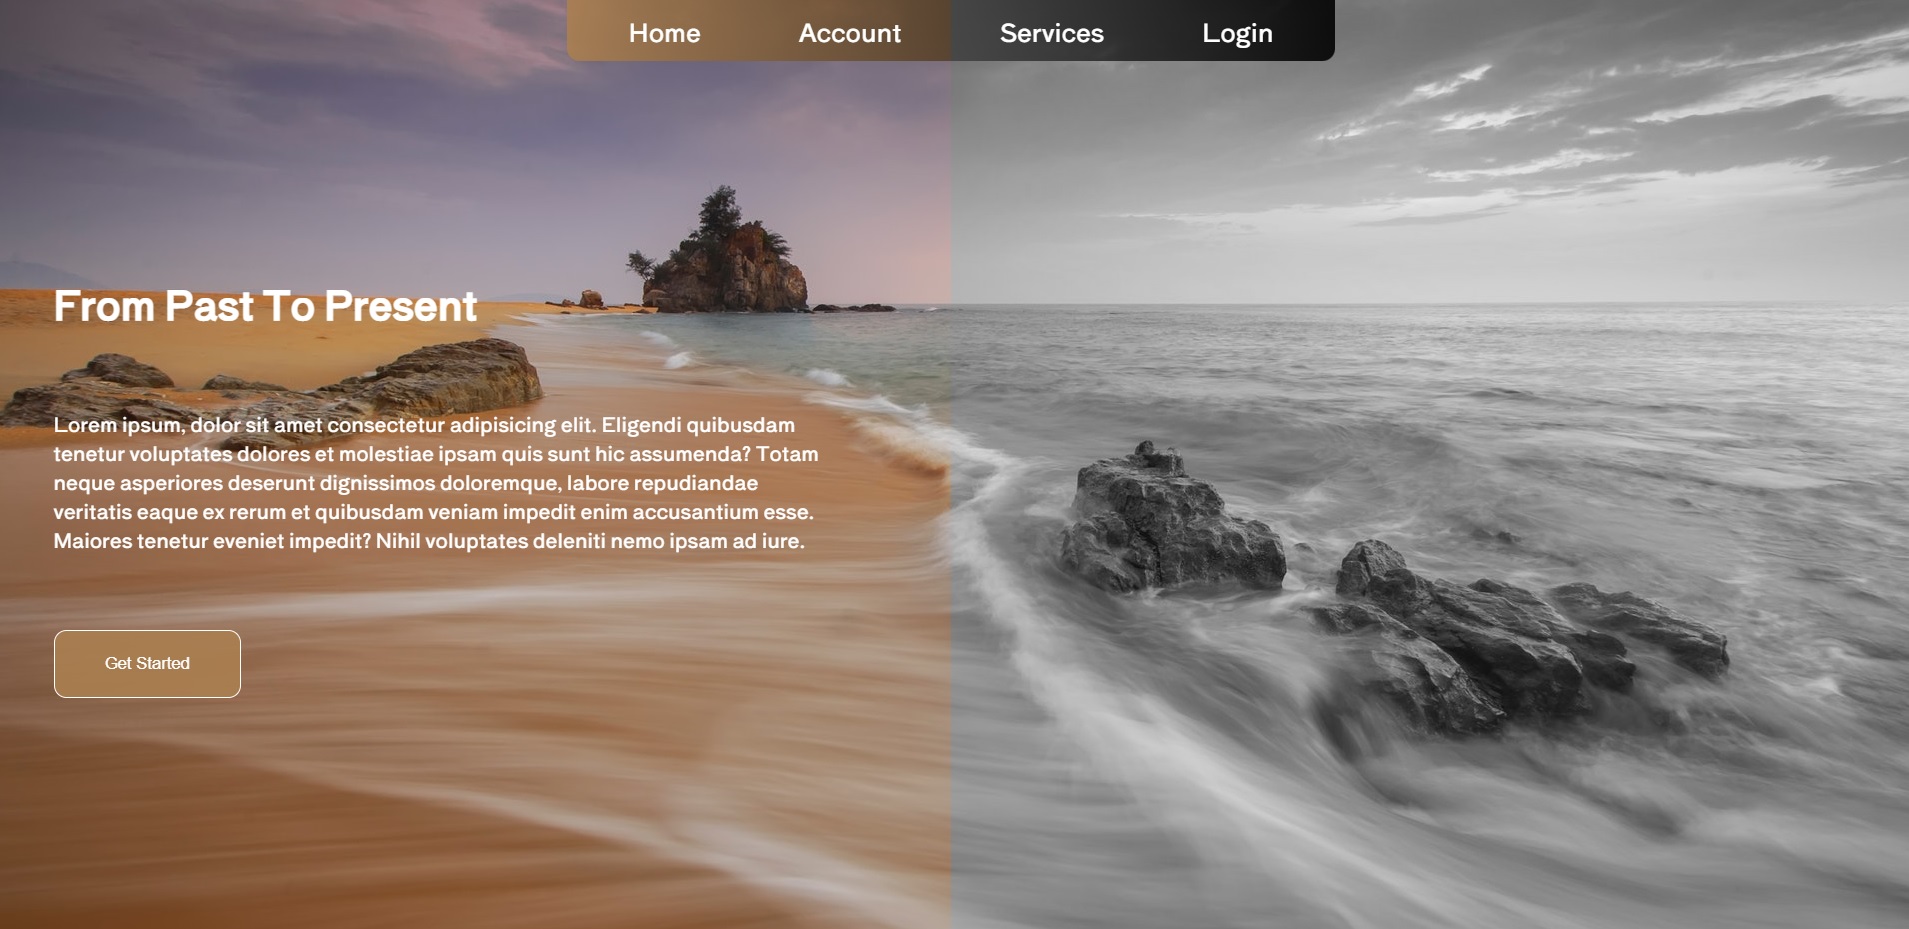 Home
Account
Services
Login
From Past To Present
Lorem ipsum, dolor sit amet consectetur adipisicing elit. Eligendi quibusdam
tenetur voluptates dolores et molestiae ipsam quis sunt hic assumenda? Totam
neque asperiores deserunt dignissimos doloremque, labore repudiandae
veritatis eaque ex rerum et quibusdam veniam impedit enim accusantium esse.
Maiores tenetur eveniet impedit? Nihil voluptates deleniti nemo ipsam ad iure.
Get Started